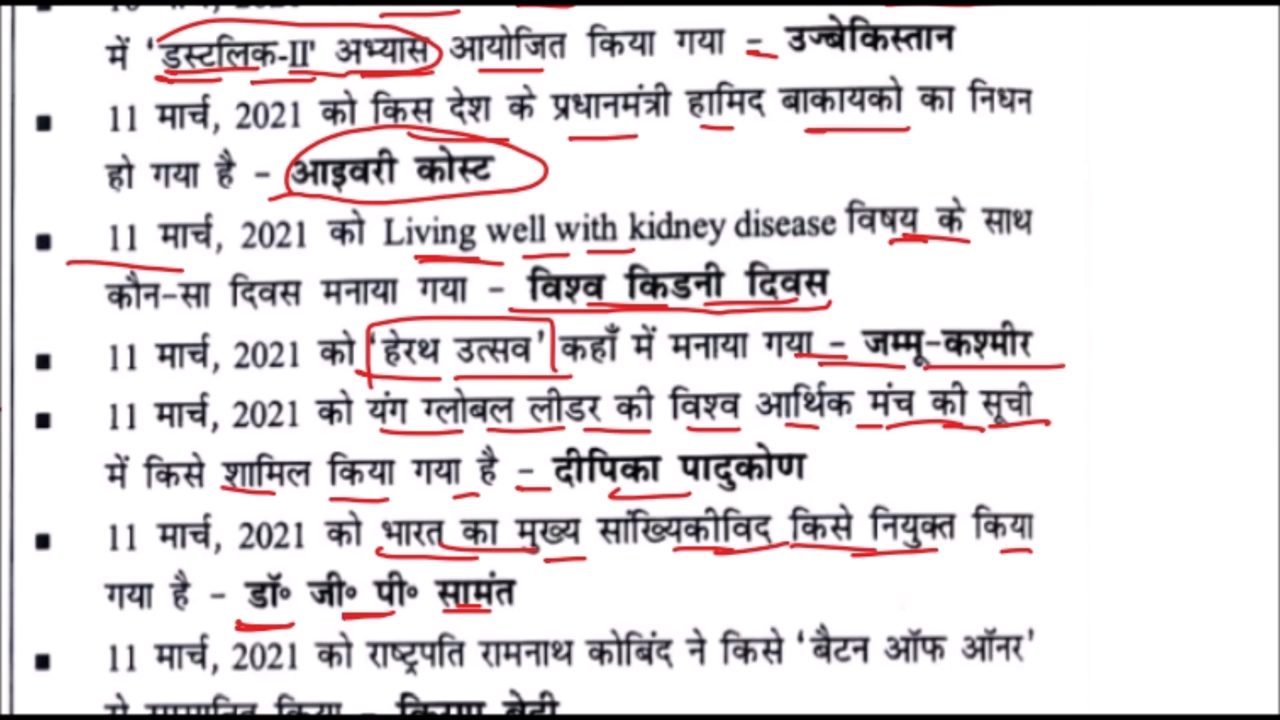 में 'डस्टलिक-II' अभ्यास आयोजित किया गया - उज्बेकिस्तान
▪ 11 मार्च, 2021 को किस देश के प्रधानमंत्री हामिद बाकायको का निधन
हो गया है - आइवरी कोस्ट
▪ 11 मार्च, 2021 को Living well with kidney disease विषय के साथ
कौन-सा दिवस मनाया गया - विश्व किडनी दिवस
▪ 11 मार्च, 2021 को 'हेरथ उत्सव' कहाँ में मनाया गया - जम्मू-कश्मीर
▪ 11 मार्च, 2021 को यंग ग्लोबल लीडर की विश्व आर्थिक मंच की सूची
में किसे शामिल किया गया है - दीपिका पादुकोण
▪ 11 मार्च, 2021 को भारत का मुख्य सांख्यिकीविद किसे नियुक्त किया
गया है - डॉ॰ जी॰ पी॰ सामंत
▪ 11 मार्च, 2021 को राष्ट्रपति रामनाथ कोबिंद ने किसे 'बैटन ऑफ ऑनर'